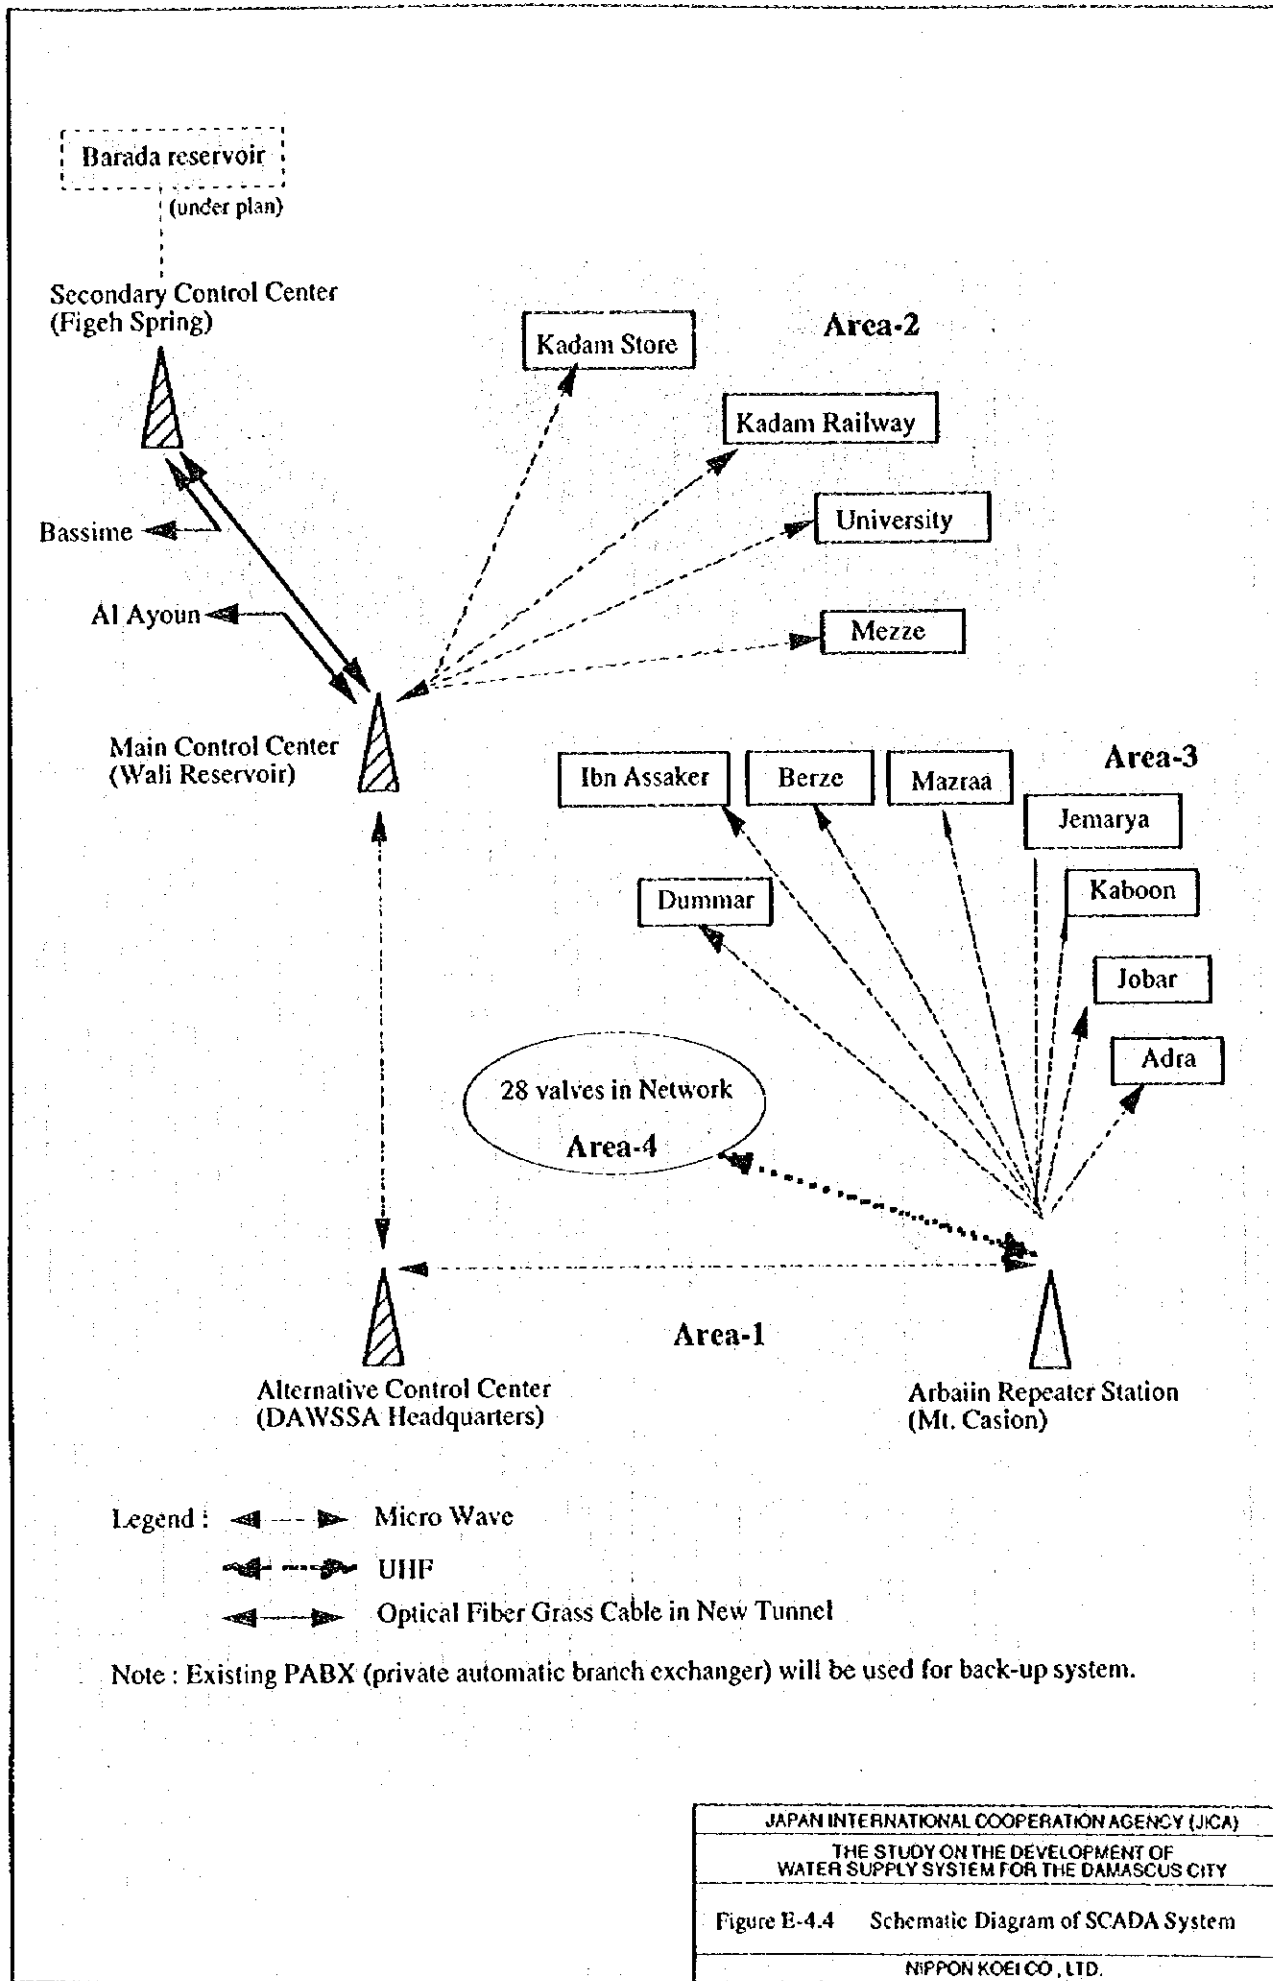 Barada reservoir
(under plan)
Secondary Control Center
(Figeh Spring)
Kadam Store
Area-2
Kadam Railway
University
Bassime
Al Ayoun
Mezze
Main Control Center
(Wali Reservoir)
Area-3
Ibn Assaker
Berze
Mazraa
Jemarya
Kaboon
Dummar
Jobar
Adra
28 valves in Network
Area-4
Area-1
Alternative Control Center
(DAWSSA Headquarters)
Arbaiin Repeater Station
(Mt. Casion)
Legend :
Micro Wave
UHF
Optical Fiber Grass Cable in New Tunnel
Note : Existing PABX (private automatic branch exchanger) will be used for back-up system.
JAPAN INTERNATIONAL COOPERATION AGENCY (JICA)
THE STUDY ON THE DEVELOPMENT OF
WATER SUPPLY SYSTEM FOR THE DAMASCUS CITY
Figure E-4.4 Schematic Diagram of SCADA System
NIPPON KOEI CO., LTD.